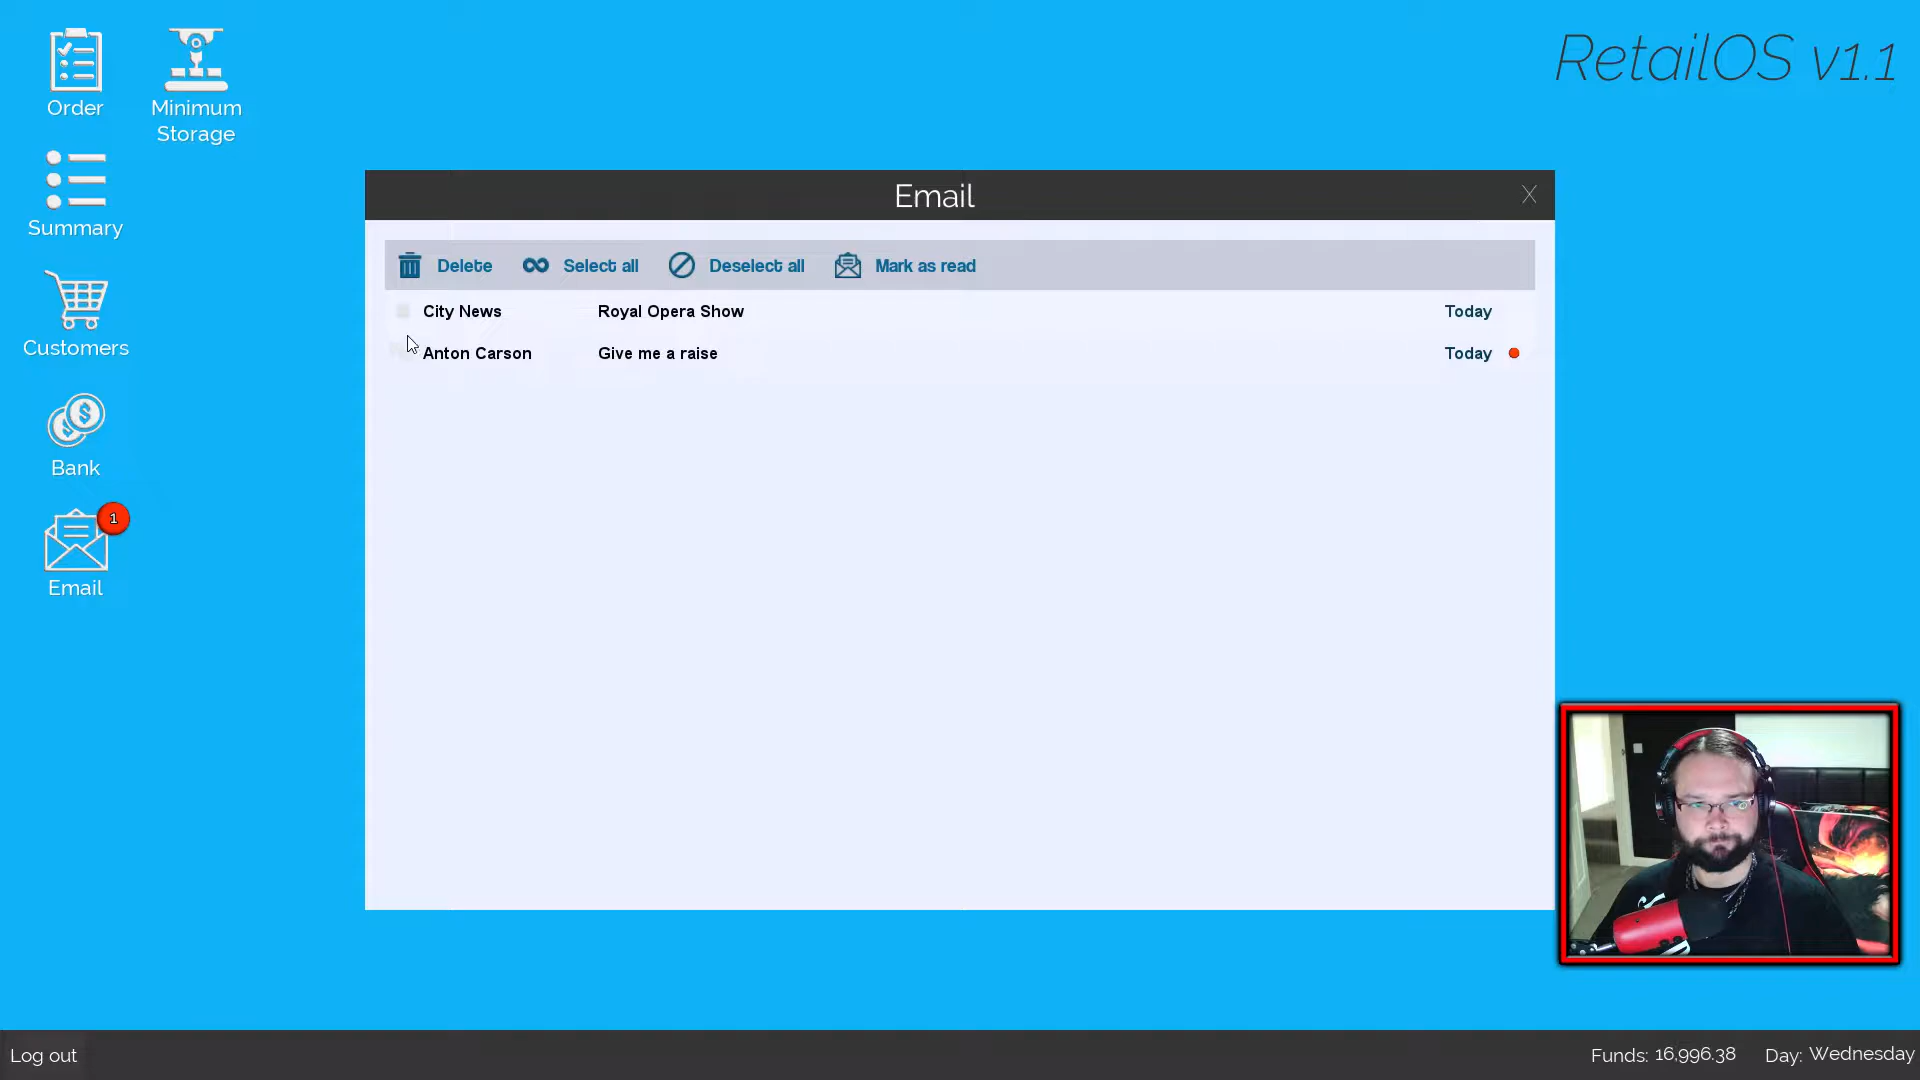 Order
Minimum
Storage
RetailOS v1.1
Summary
Customers
Bank
1
Email
Email
X
Delete
Select all
Deselect all
Mark as read
City News
Royal Opera Show
Today
Anton Carson
Give me a raise
Today
Log out
Funds: 16,996.38
Day: Wednesday